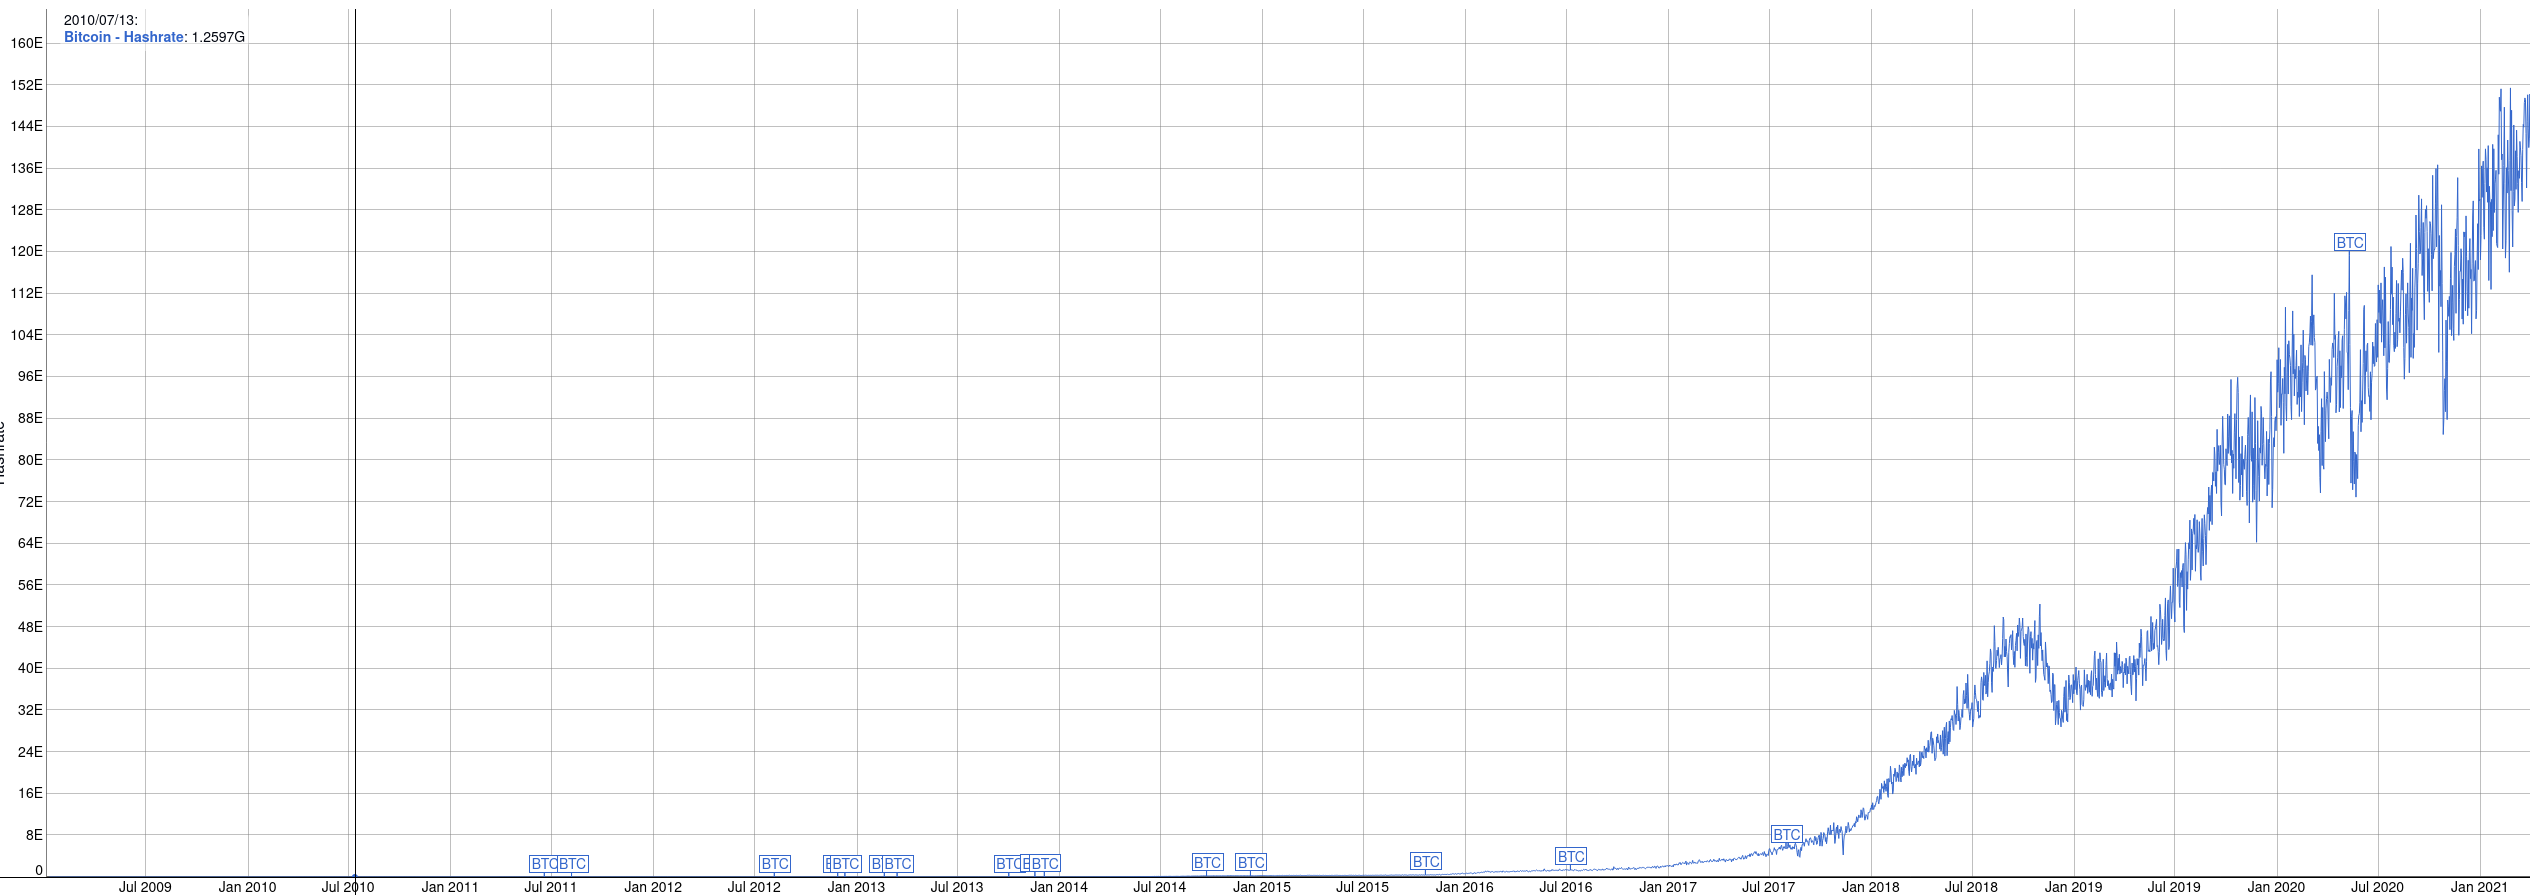 2010/07/13:
Bitcoin - Hashrate: 1.2597G
160E
152E
144E
136E
128E
120E
112E
104E
96E
88E
80E
72E
64E
56E
48E
40E
32E
24E
16E
8E
0
BTC
BTC
BTC
BTC
BTC
BTC
BTC
BTC
BTC
BTC
BTC
BTC
BTC
BTC
Jul 2009 Jan 2010 Jul 2010 Jan 2011 Jul 2011 Jan 2012 Jul 2012 Jan 2013 Jul 2013 Jan 2014 Jul 2014 Jan 2015 Jul 2015 Jan 2016 Jul 2016 Jan 2017 Jul 2017 Jan 2018 Jul 2018 Jan 2019 Jul 2019 Jan 2020 Jul 2020 Jan 2021